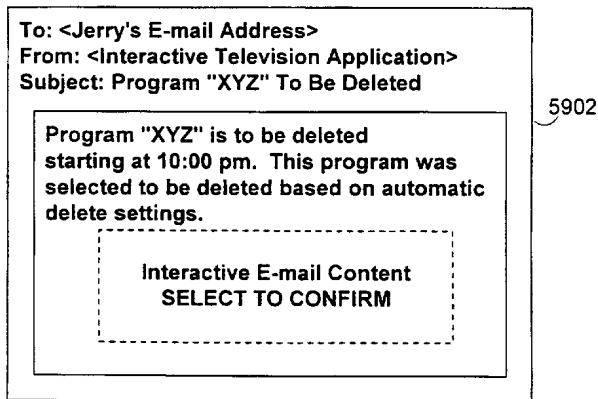 To: <Jerry's E-mail Address>
From: <Interactive Television Application>
Subject: Program "XYZ" To Be Deleted
5902
Program "XYZ" is to be deleted
starting at 10:00 pm. This program was
selected to be deleted based on automatic
delete settings.
Interactive E-mail Content
SELECT TO CONFIRM